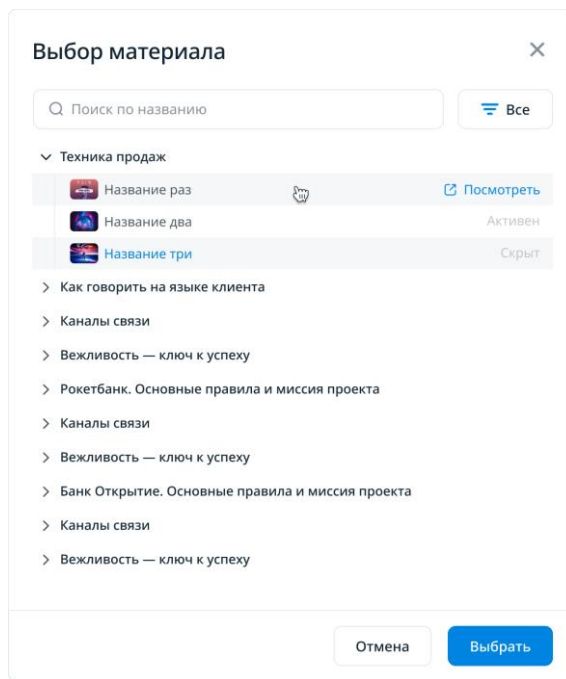 Выбор материала
Поиск по названию
Все
Техника продаж
Название раз
Посмотреть
Название два
Активен
Название три
Скрыт
Как говорить на языке клиента
Каналы связи
Вежливость — ключ к успеху
Рокетбанк. Основные правила и миссия проекта
Каналы связи
Вежливость — ключ к успеху
Банк Открытие. Основные правила и миссия проекта
Каналы связи
Вежливость — ключ к успеху
Отмена
Выбрать